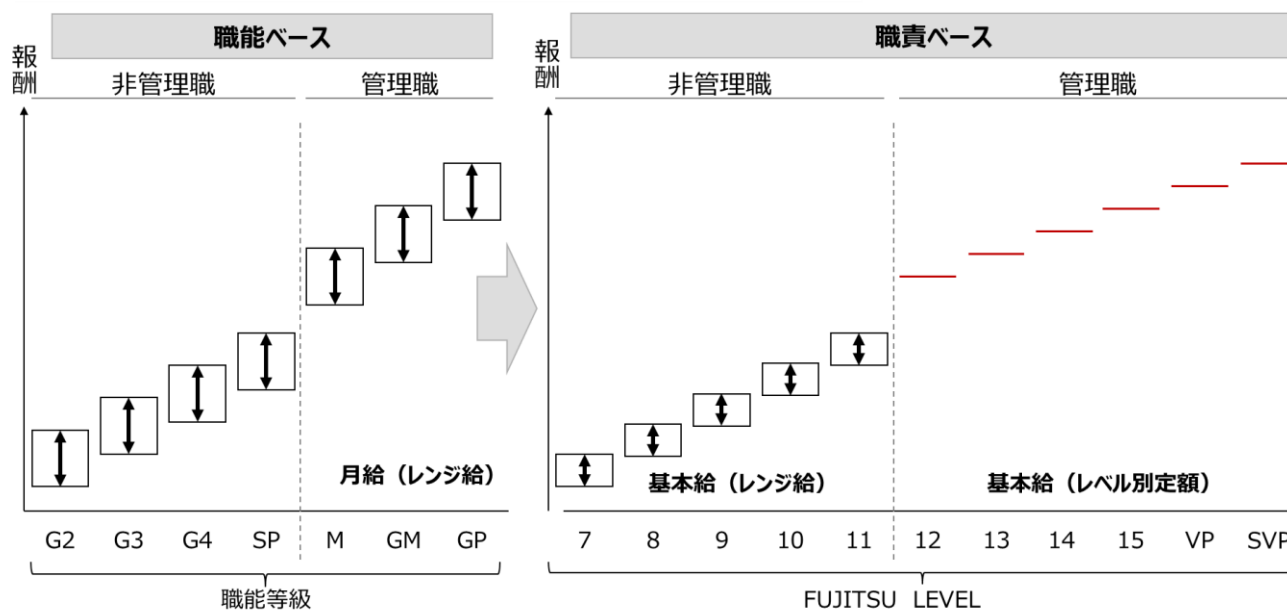 職能ベース
報酬
非管理職
管理職
月給（レンジ給）
G2 G3 G4 SP M GM GP
職能等級
職責ベース
報酬
非管理職
管理職
基本給（レンジ給）
基本給（レベル別定額）
7 8 9 10 11 12 13 14 15 VP SVP
FUJITSU LEVEL